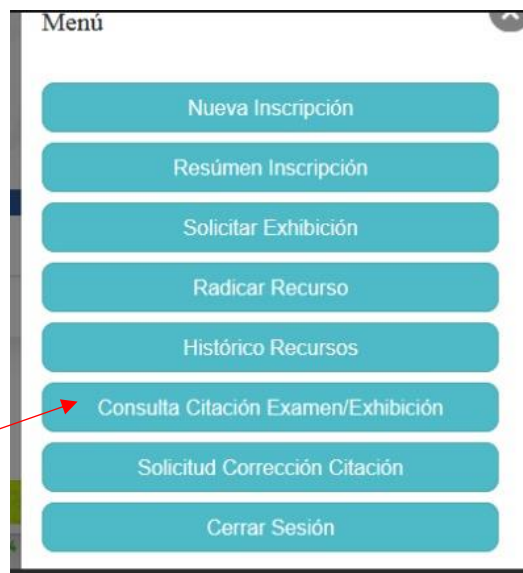 Menú
Nueva Inscripción
Resúmen Inscripción
Solicitar Exhibición
Radicar Recurso
Histórico Recursos
Consulta Citación Examen/Exhibición
Solicitud Corrección Citación
Cerrar Sesión